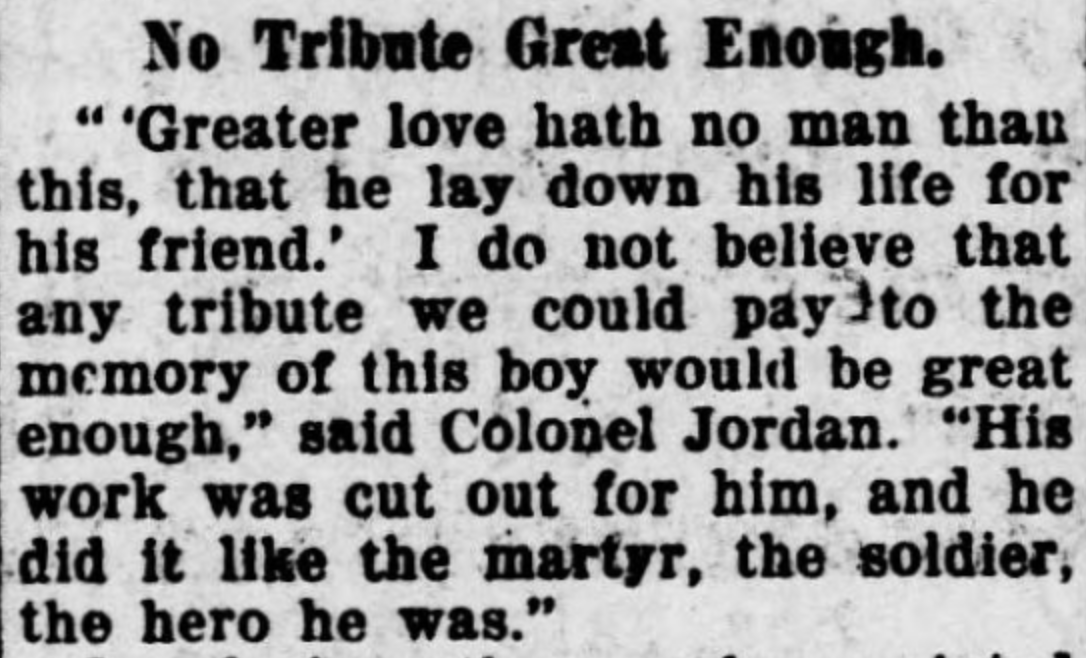 No Tribute Great Enough.
" 'Greater love hath no man than
this, that he lay down his life for
his friend.' I do not believe that
any tribute we could pay to the
memory of this boy would be great
enough," said Colonel Jordan. "His
work was cut out for him, and he
did it like the martyr, the soldier,
the hero he was."